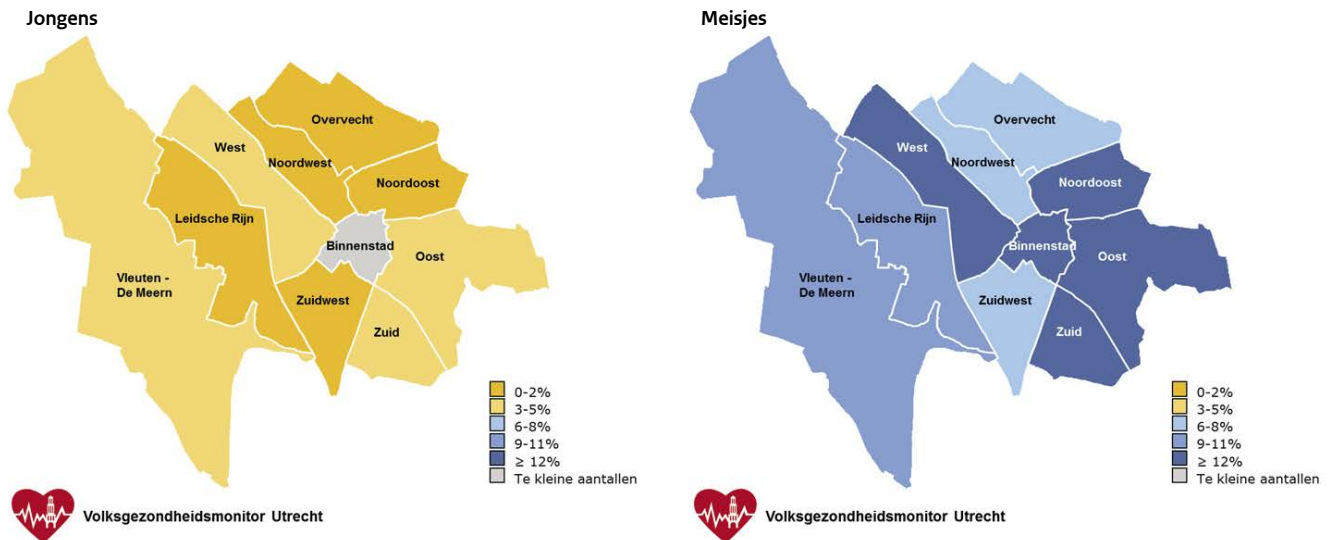 Jongens
Overvecht
West
Noordwest
Noordoost
Leidsche Rijn
Binnenstad
Oost
Vleuten -
De Meern
Zuidwest
Zuid
0-2%
3-5%
6-8%
9-11%
≥ 12%
Te kleine aantallen
Volksgezondheidsmonitor Utrecht
Meisjes
Overvecht
West
Noordwest
Noordoost
Leidsche Rijn
Binnenstad
Oost
Vleuten -
De Meern
Zuidwest
Zuid
0-2%
3-5%
6-8%
9-11%
≥ 12%
Te kleine aantallen
Volksgezondheidsmonitor Utrecht